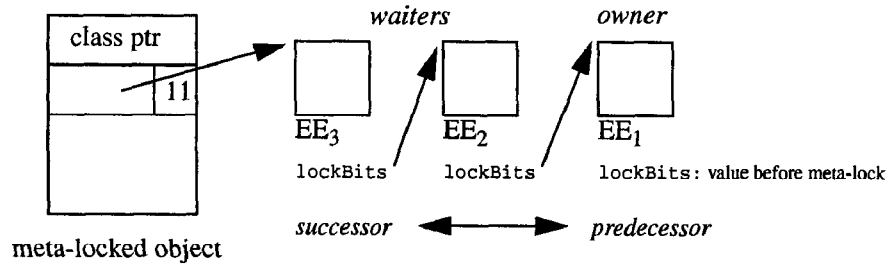 waiters owner
class ptr
11
EE3 EE2 EE1
lockBits lockBits lockBits: value before meta-lock
successor predecessor
meta-locked object